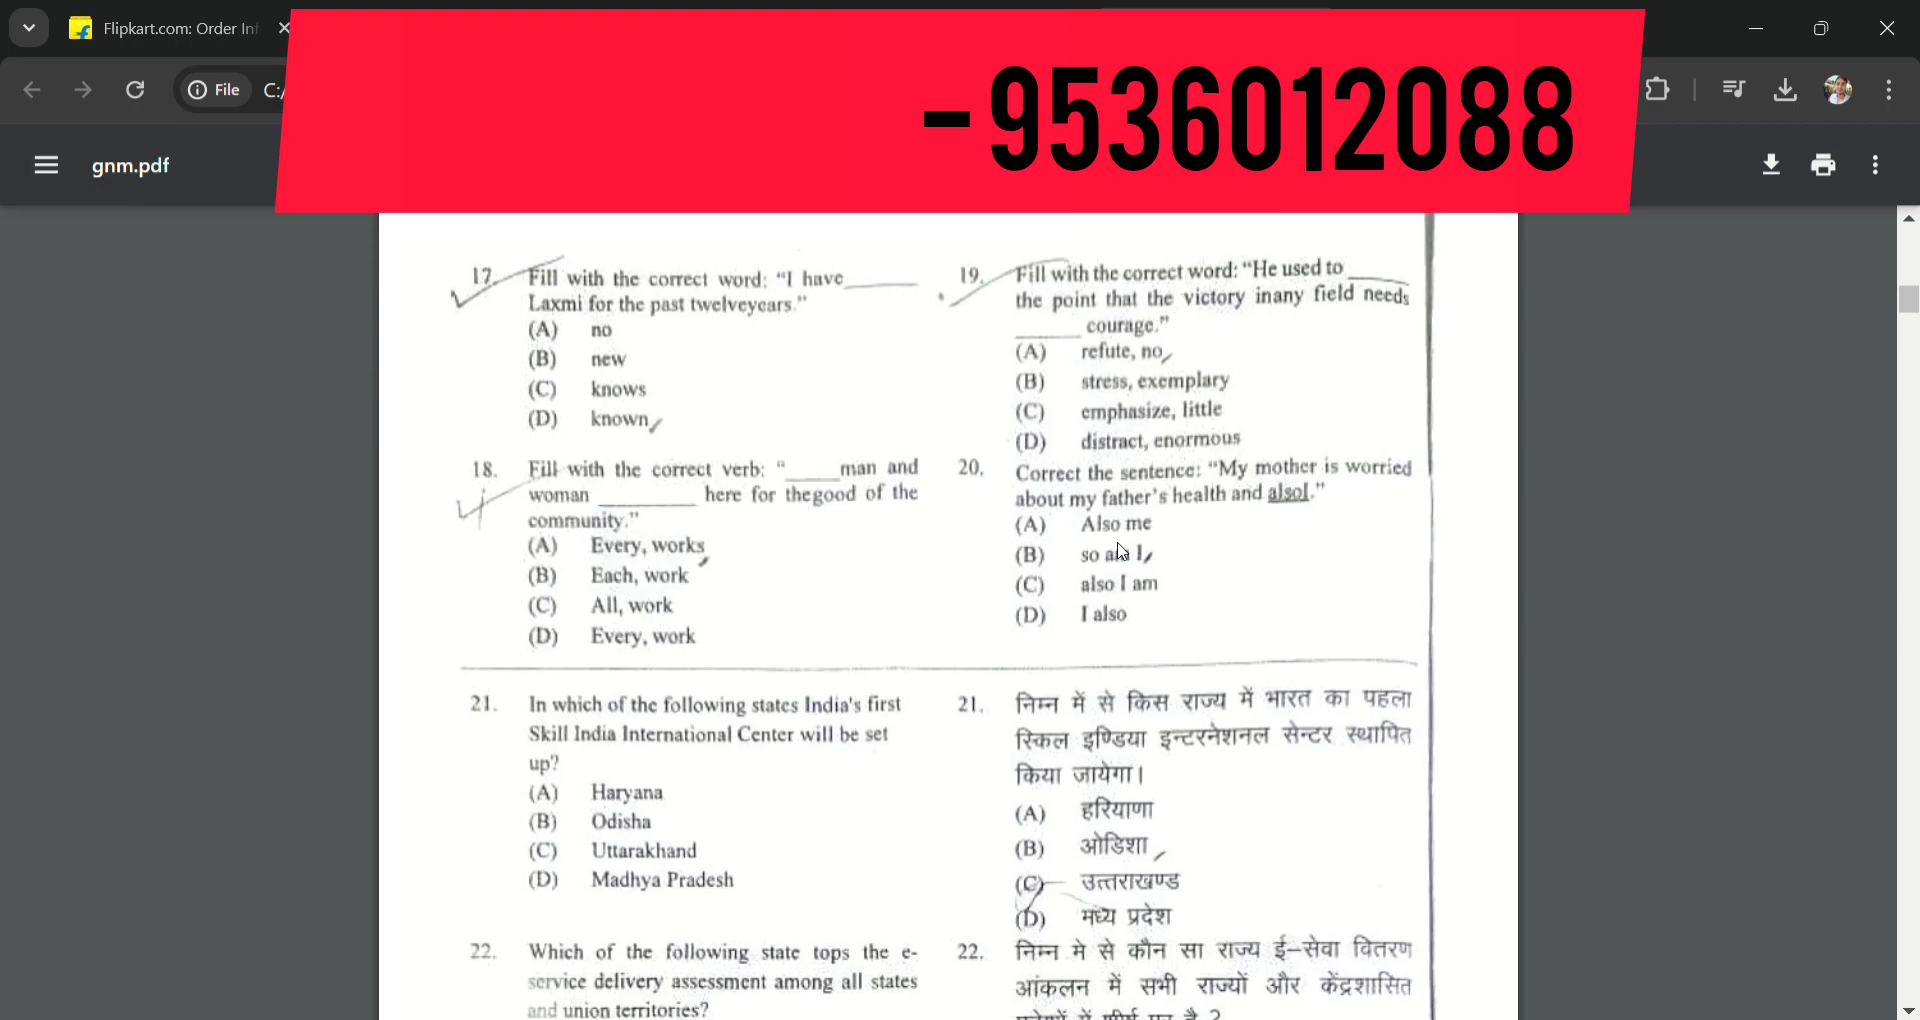 Flipkart.com: Order In
File C:/
gnm.pdf
-9536012088
17. Fill with the correct word: "I have ______
Laxmi for the past twelveyears."
(A) no
(B) new
(C) knows
(D) known
18. Fill with the correct verb: "_____man and
woman ________ here for thegood of the
community."
(A) Every, works
(B) Each, work
(C) All, work
(D) Every, work
19. Fill with the correct word: "He used to _____
the point that the victory inany field needs
______ courage."
(A) refute, no
(B) stress, exemplary
(C) emphasize, little
(D) distract, enormous
20. Correct the sentence: "My mother is worried
about my father's health and alsoI."
(A) Also me
(B) so am I
(C) also I am
(D) I also
21. In which of the following states India's first
Skill India International Center will be set
up?
(A) Haryana
(B) Odisha
(C) Uttarakhand
(D) Madhya Pradesh
22. Which of the following state tops the e-
service delivery assessment among all states
and union territories?
21. निम्न में से किस राज्य में भारत का पहला
स्किल इण्डिया इन्टरनेशनल सेन्टर स्थापित
किया जायेगा।
(A) हरियाणा
(B) ओडिशा
(C) उत्तराखण्ड
(D) मध्य प्रदेश
22. निम्न मे से कौन सा राज्य ई-सेवा वितरण
आंकलन में सभी राज्यों और केंद्रशासित